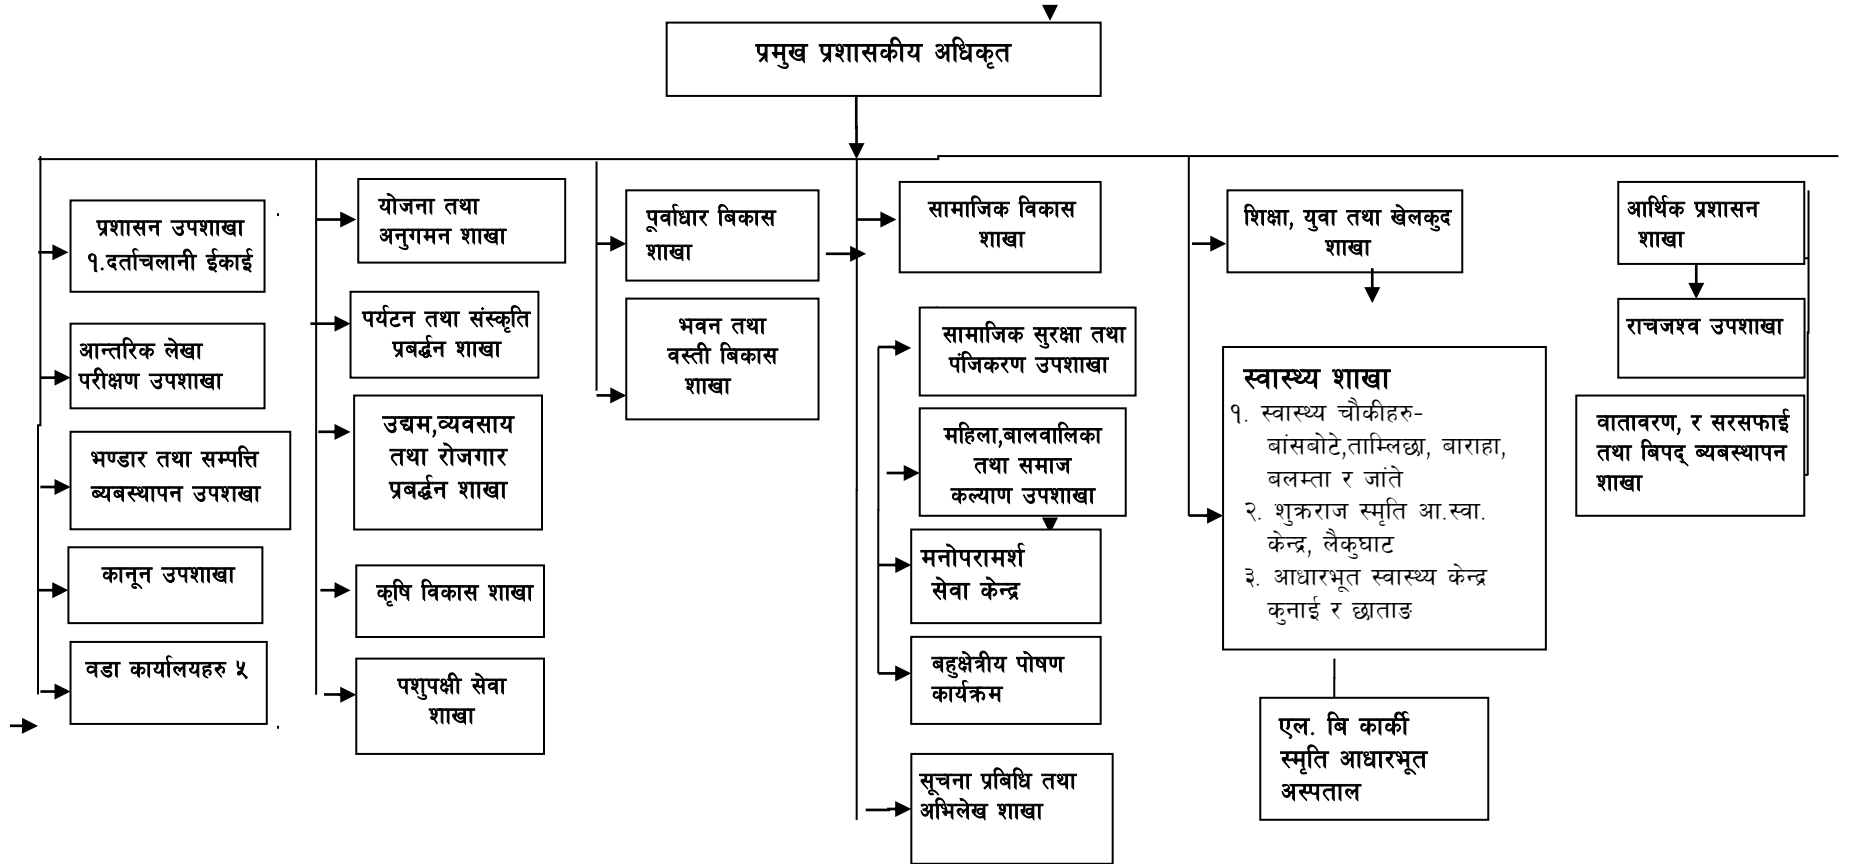 प्रमुख प्रशासकीय अधिकृत
प्रशासन उपशाखा
१.दर्ताचलानी ईकाई
आन्तरिक लेखा
परीक्षण उपशाखा
भण्डार तथा सम्पत्ति
ब्यबस्थापन उपशखा
कानून उपशाखा
वडा कार्यालयहरु ५
योजना तथा
अनुगमन शाखा
पर्यटन तथा संस्कृति
प्रबर्द्धन शाखा
उद्यम,व्यवसाय
तथा रोजगार
प्रबर्द्धन शाखा
कृषि विकास शाखा
पशुपक्षी सेवा
शाखा
पूर्वाधार बिकास
शाखा
भवन तथा
वस्ती बिकास
शाखा
सामाजिक विकास
शाखा
सामाजिक सुरक्षा तथा
पंजिकरण उपशाखा
महिला,बालवालिका
तथा समाज
कल्याण उपशाखा
मनोपरामर्श
सेवा केन्द्र
बहुक्षेत्रीय पोषण
कार्यक्रम
सूचना प्रबिधि तथा
अभिलेख शाखा
शिक्षा, युवा तथा खेलकुद
शाखा
स्वास्थ्य शाखा
१. स्वास्थ्य चौकीहरु-
बांसबोटे,ताम्लिछा, बाराहा,
बलम्ता र जांते
२. शुक्रराज स्मृति आ.स्वा.
केन्द्र, लैकुघाट
३. आधारभूत स्वास्थ्य केन्द्र
कुनाई र छाताङ
एल. बि कार्की
स्मृति आधारभूत
अस्पताल
आर्थिक प्रशासन
शाखा
राचजश्व उपशाखा
वातावरण, र सरसफाई
तथा बिपद् ब्यबस्थापन
शाखा